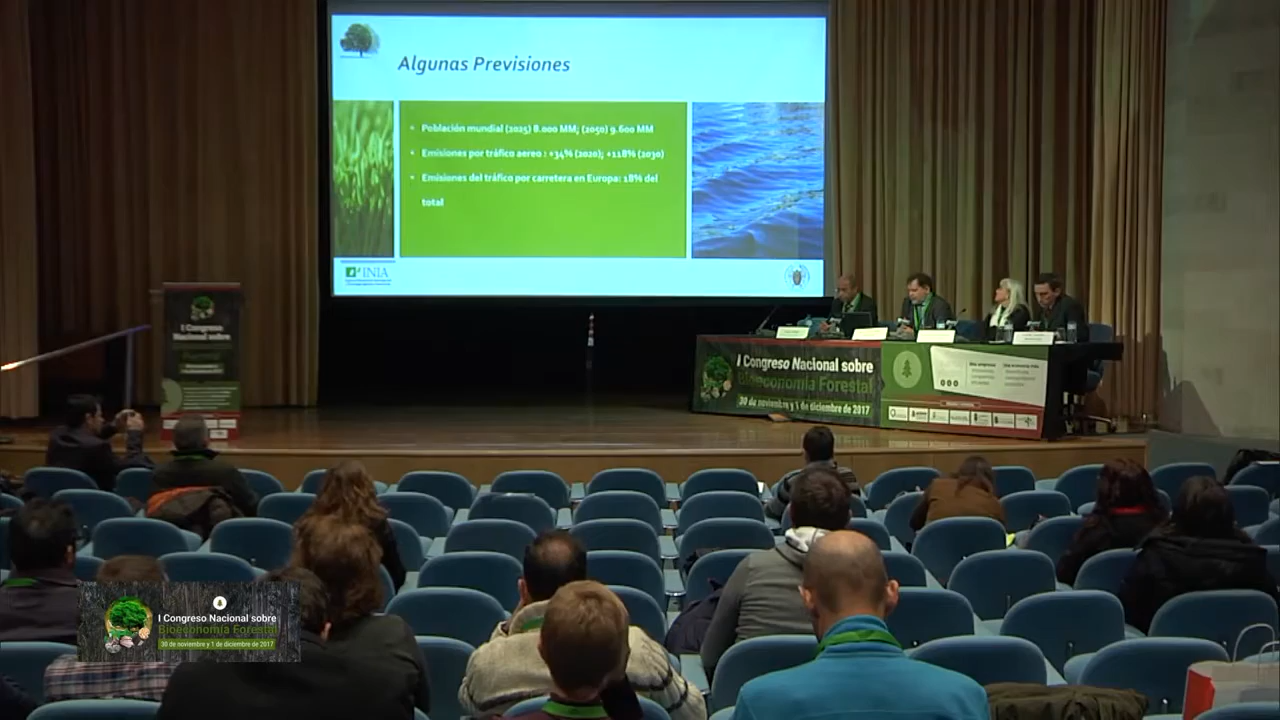 Algunas Previsiones
• Población mundial (2025) 8.000 MM; (2050) 9.600 MM
• Emisiones por tráfico aereo : +34% (2020); +118% (2030)
• Emisiones del tráfico por carretera en Europa: 18% del
total
INIA
I Congreso
Nacional sobre
I Congreso Nacional sobre
Bioeconomía Forestal
30 de noviembre y 1 de diciembre de 2017
I Congreso Nacional sobre
Bioeconomía Forestal
30 de noviembre y 1 de diciembre de 2017